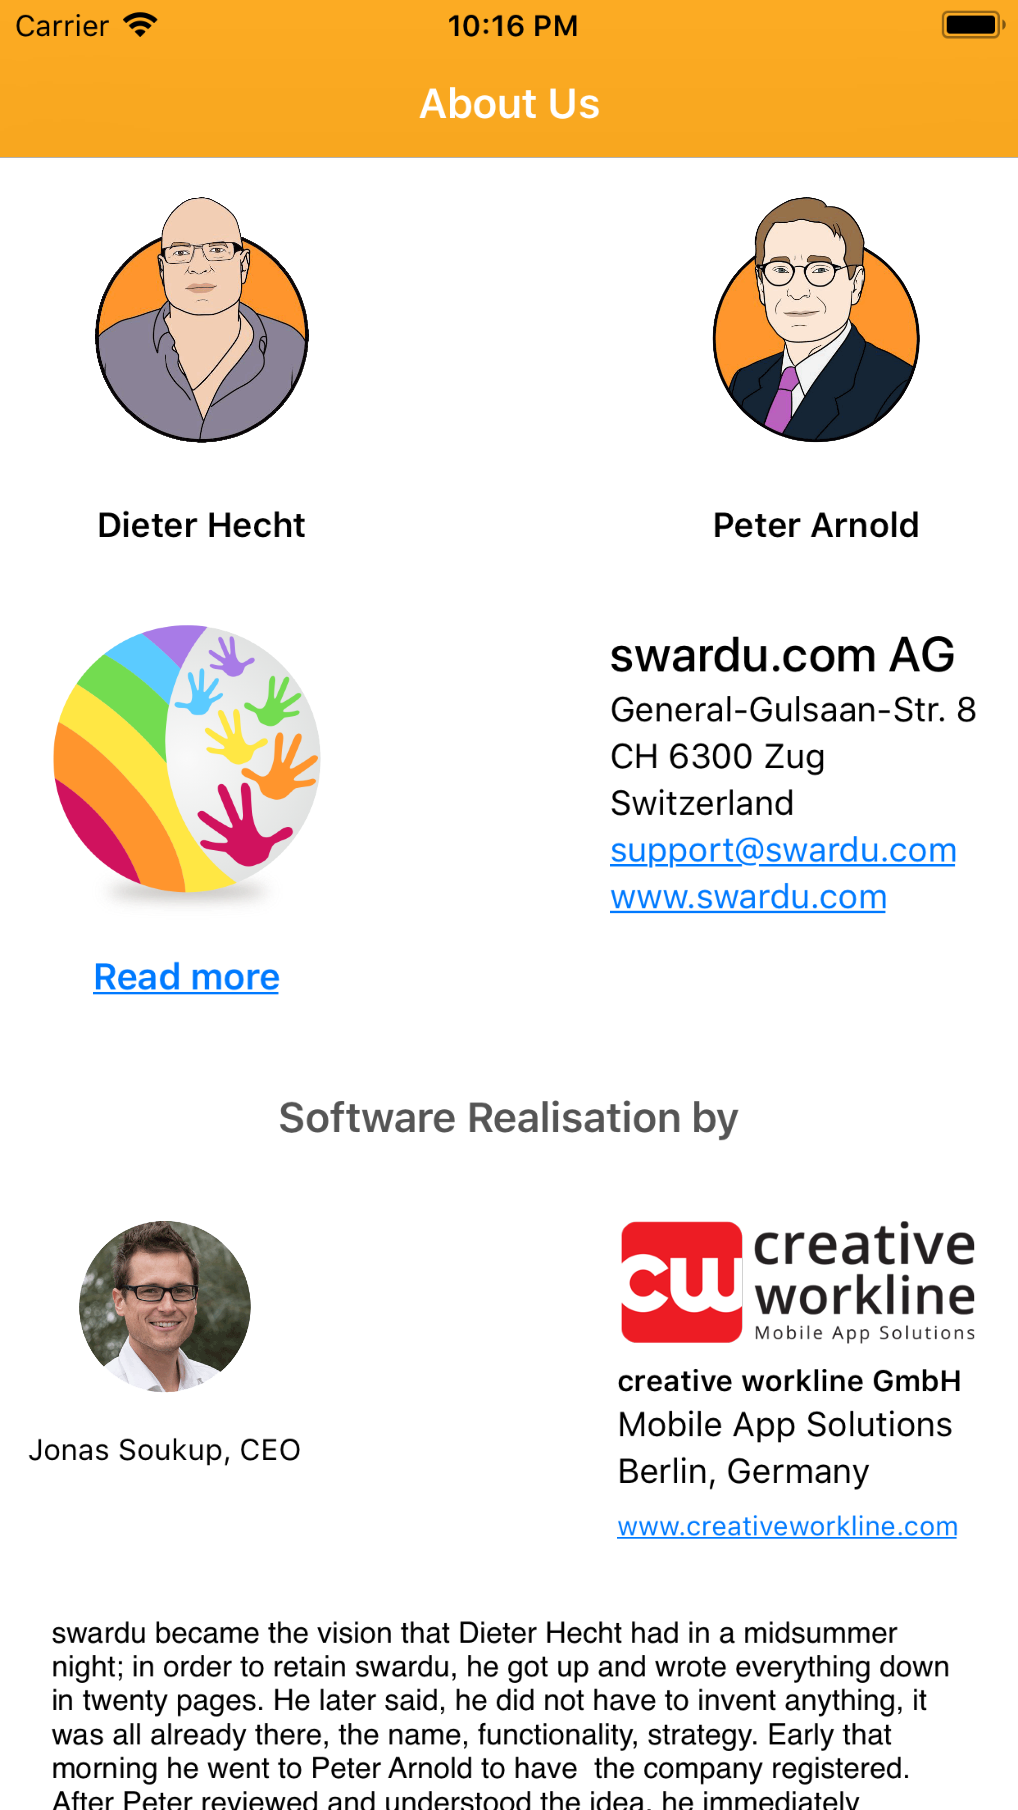 Carrier 10:16 PM
About Us
Dieter Hecht
Peter Arnold
swardu.com AG
General-Gulsaan-Str. 8
CH 6300 Zug
Switzerland
support@swardu.com
www.swardu.com
Read more
Software Realisation by
Jonas Soukup, CEO
cw
creative
workline
Mobile App Solutions
creative workline GmbH
Mobile App Solutions
Berlin, Germany
www.creativeworkline.com
swardu became the vision that Dieter Hecht had in a midsummer
night; in order to retain swardu, he got up and wrote everything down
in twenty pages. He later said, he did not have to invent anything, it
was all already there, the name, functionality, strategy. Early that
morning he went to Peter Arnold to have  the company registered.
After Peter reviewed and understood the idea, he immediately